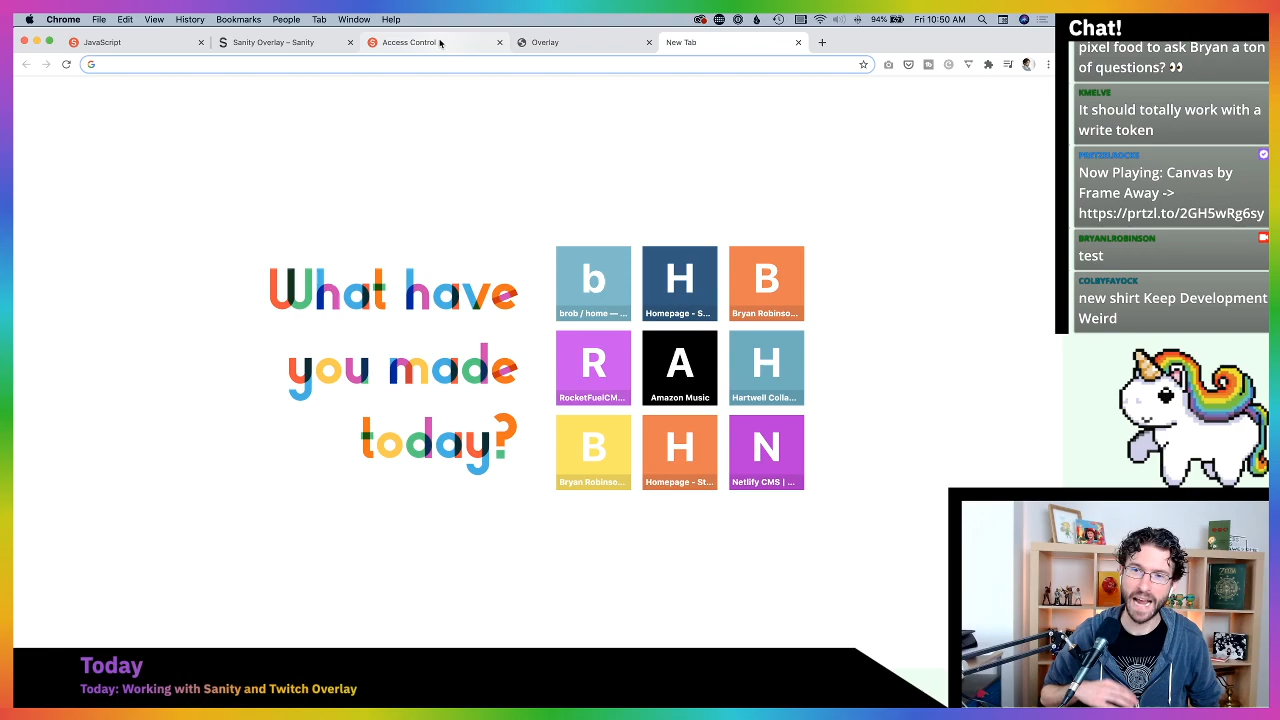 Chrome File Edit View History Bookmarks People Tab Window Help
94% Fri 10:50 AM
JavaScript
Sanity Overlay – Sanity
Access Control
Overlay
New Tab
What have
you made
today?
b
brob / home — ...
H
Homepage - S...
B
Bryan Robinso...
R
RocketFuelCM...
A
Amazon Music
H
Hartwell Colla...
B
Bryan Robinso...
H
Homepage - St...
N
Netlify CMS | ...
Chat!
pixel food to ask Bryan a ton
of questions? 👀
KMELVE
It should totally work with a
write token
Now Playing: Canvas by
Frame Away ->
https://prtzl.to/2GH5wRg6sy
BRYANLROBINSON
test
COLBYFAYOCK
new shirt Keep Development
Weird
Today
Today: Working with Sanity and Twitch Overlay